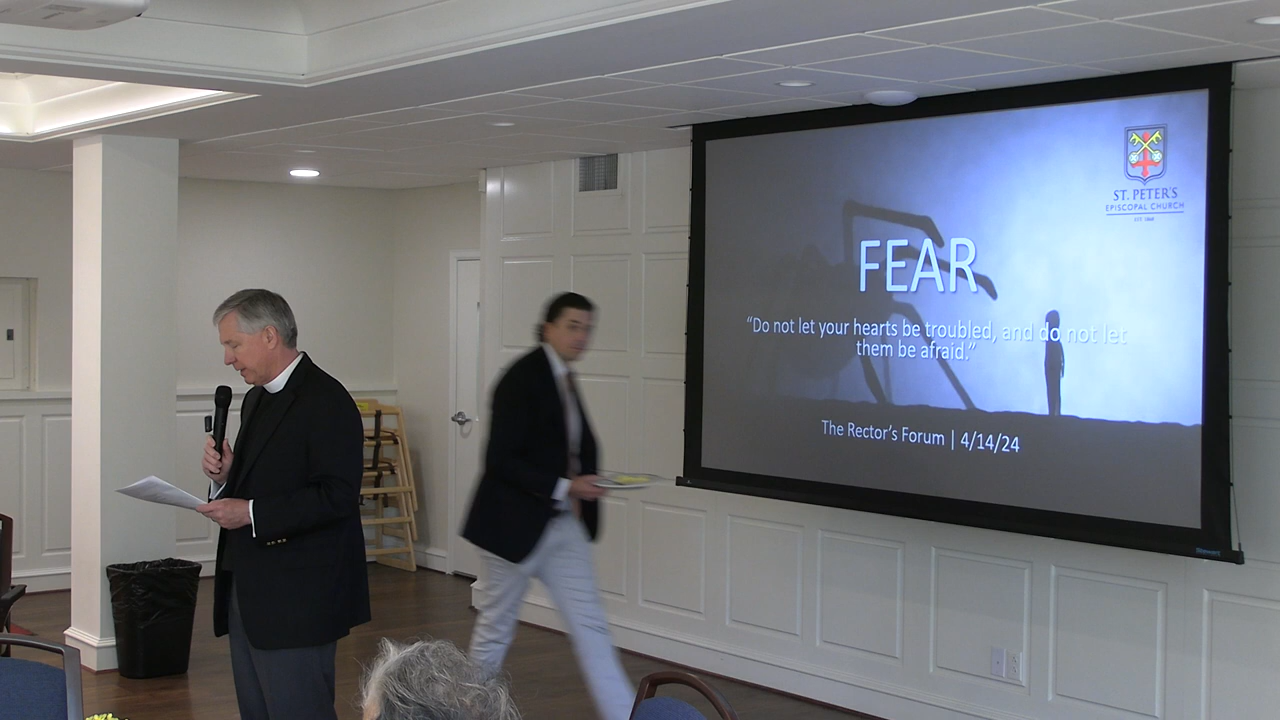 ST. PETER'S
EPISCOPAL CHURCH
FEAR
“Do not let your hearts be troubled, and do not let
them be afraid.”
The Rector's Forum | 4/14/24
Stewart